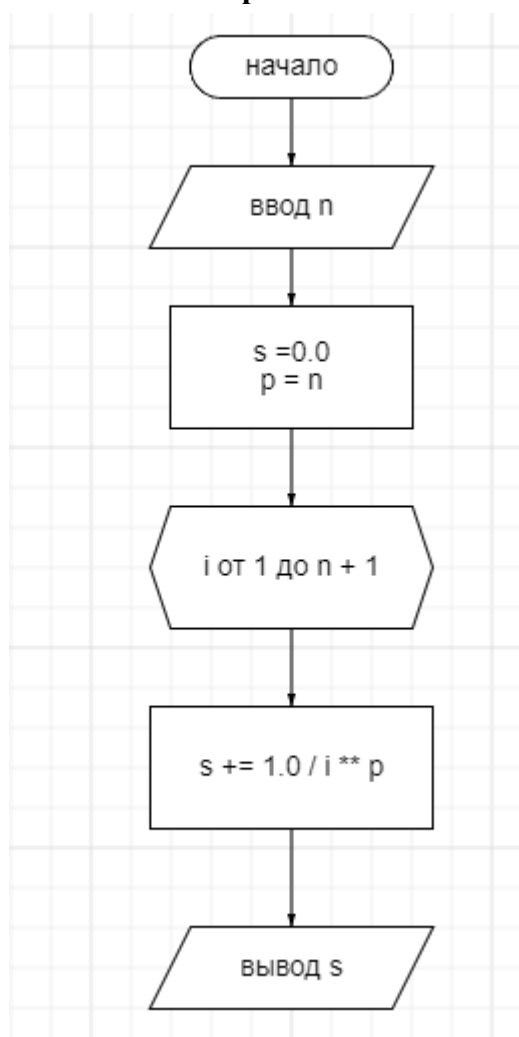 начало
ввод n
s =0.0
p = n
i от 1 до n + 1
s += 1.0 / i ** p
вывод s